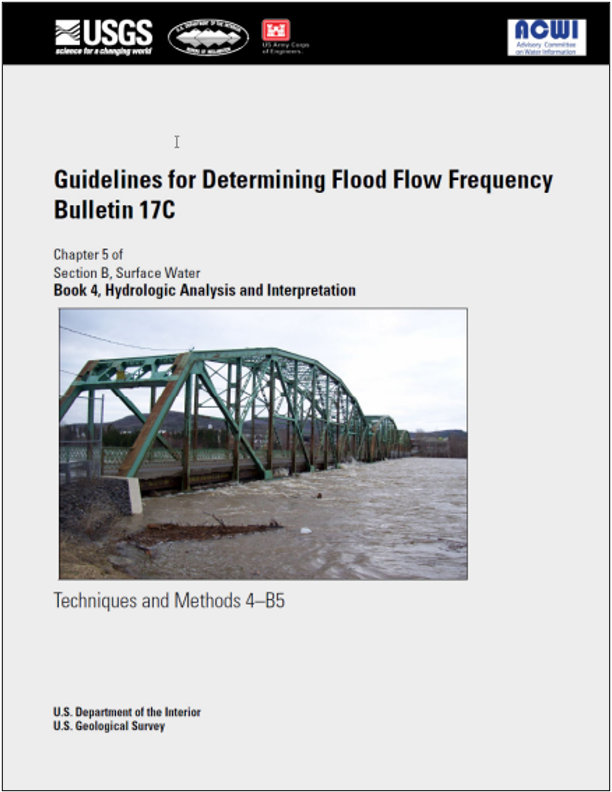 USGS
science for a changing world
U.S. DEPARTMENT OF THE INTERIOR
BUREAU OF RECLAMATION
US Army Corps
of Engineers.
ACWI
Advisory Committee
on Water Information
Guidelines for Determining Flood Flow Frequency
Bulletin 17C
Chapter 5 of
Section B, Surface Water
Book 4, Hydrologic Analysis and Interpretation
Techniques and Methods 4–B5
U.S. Department of the Interior
U.S. Geological Survey